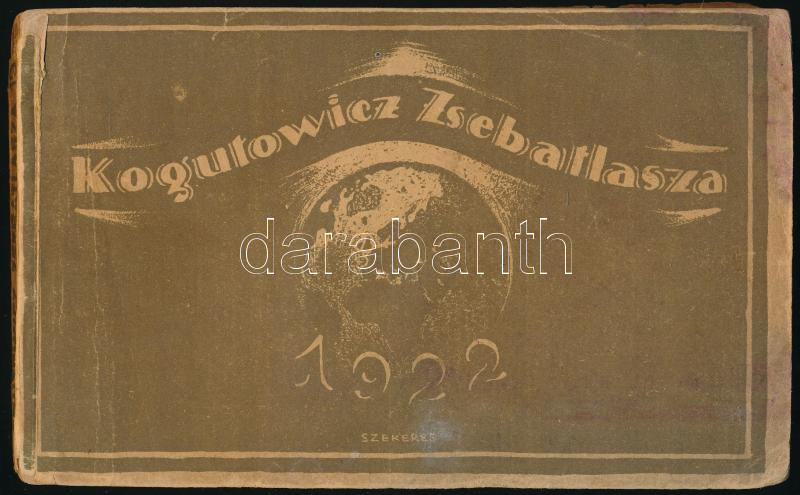 Kogutowicz Zsebatlasza
darabanth
1922
SZEKERES